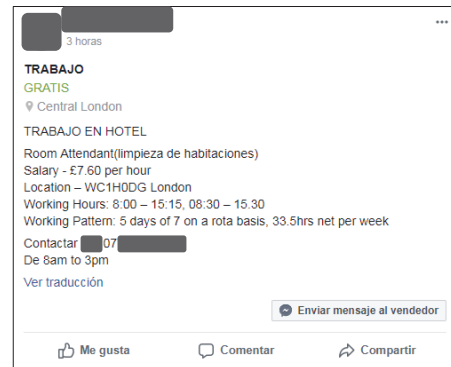 3 horas
TRABAJO
GRATIS
Central London
TRABAJO EN HOTEL
Room Attendant(limpieza de habitaciones)
Salary - £7.60 per hour
Location – WC1H0DG London
Working Hours: 8:00 – 15:15, 08:30 – 15.30
Working Pattern: 5 days of 7 on a rota basis, 33.5hrs net per week
Contactar 07
De 8am to 3pm
Ver traducción
Enviar mensaje al vendedor
Me gusta Comentar Compartir